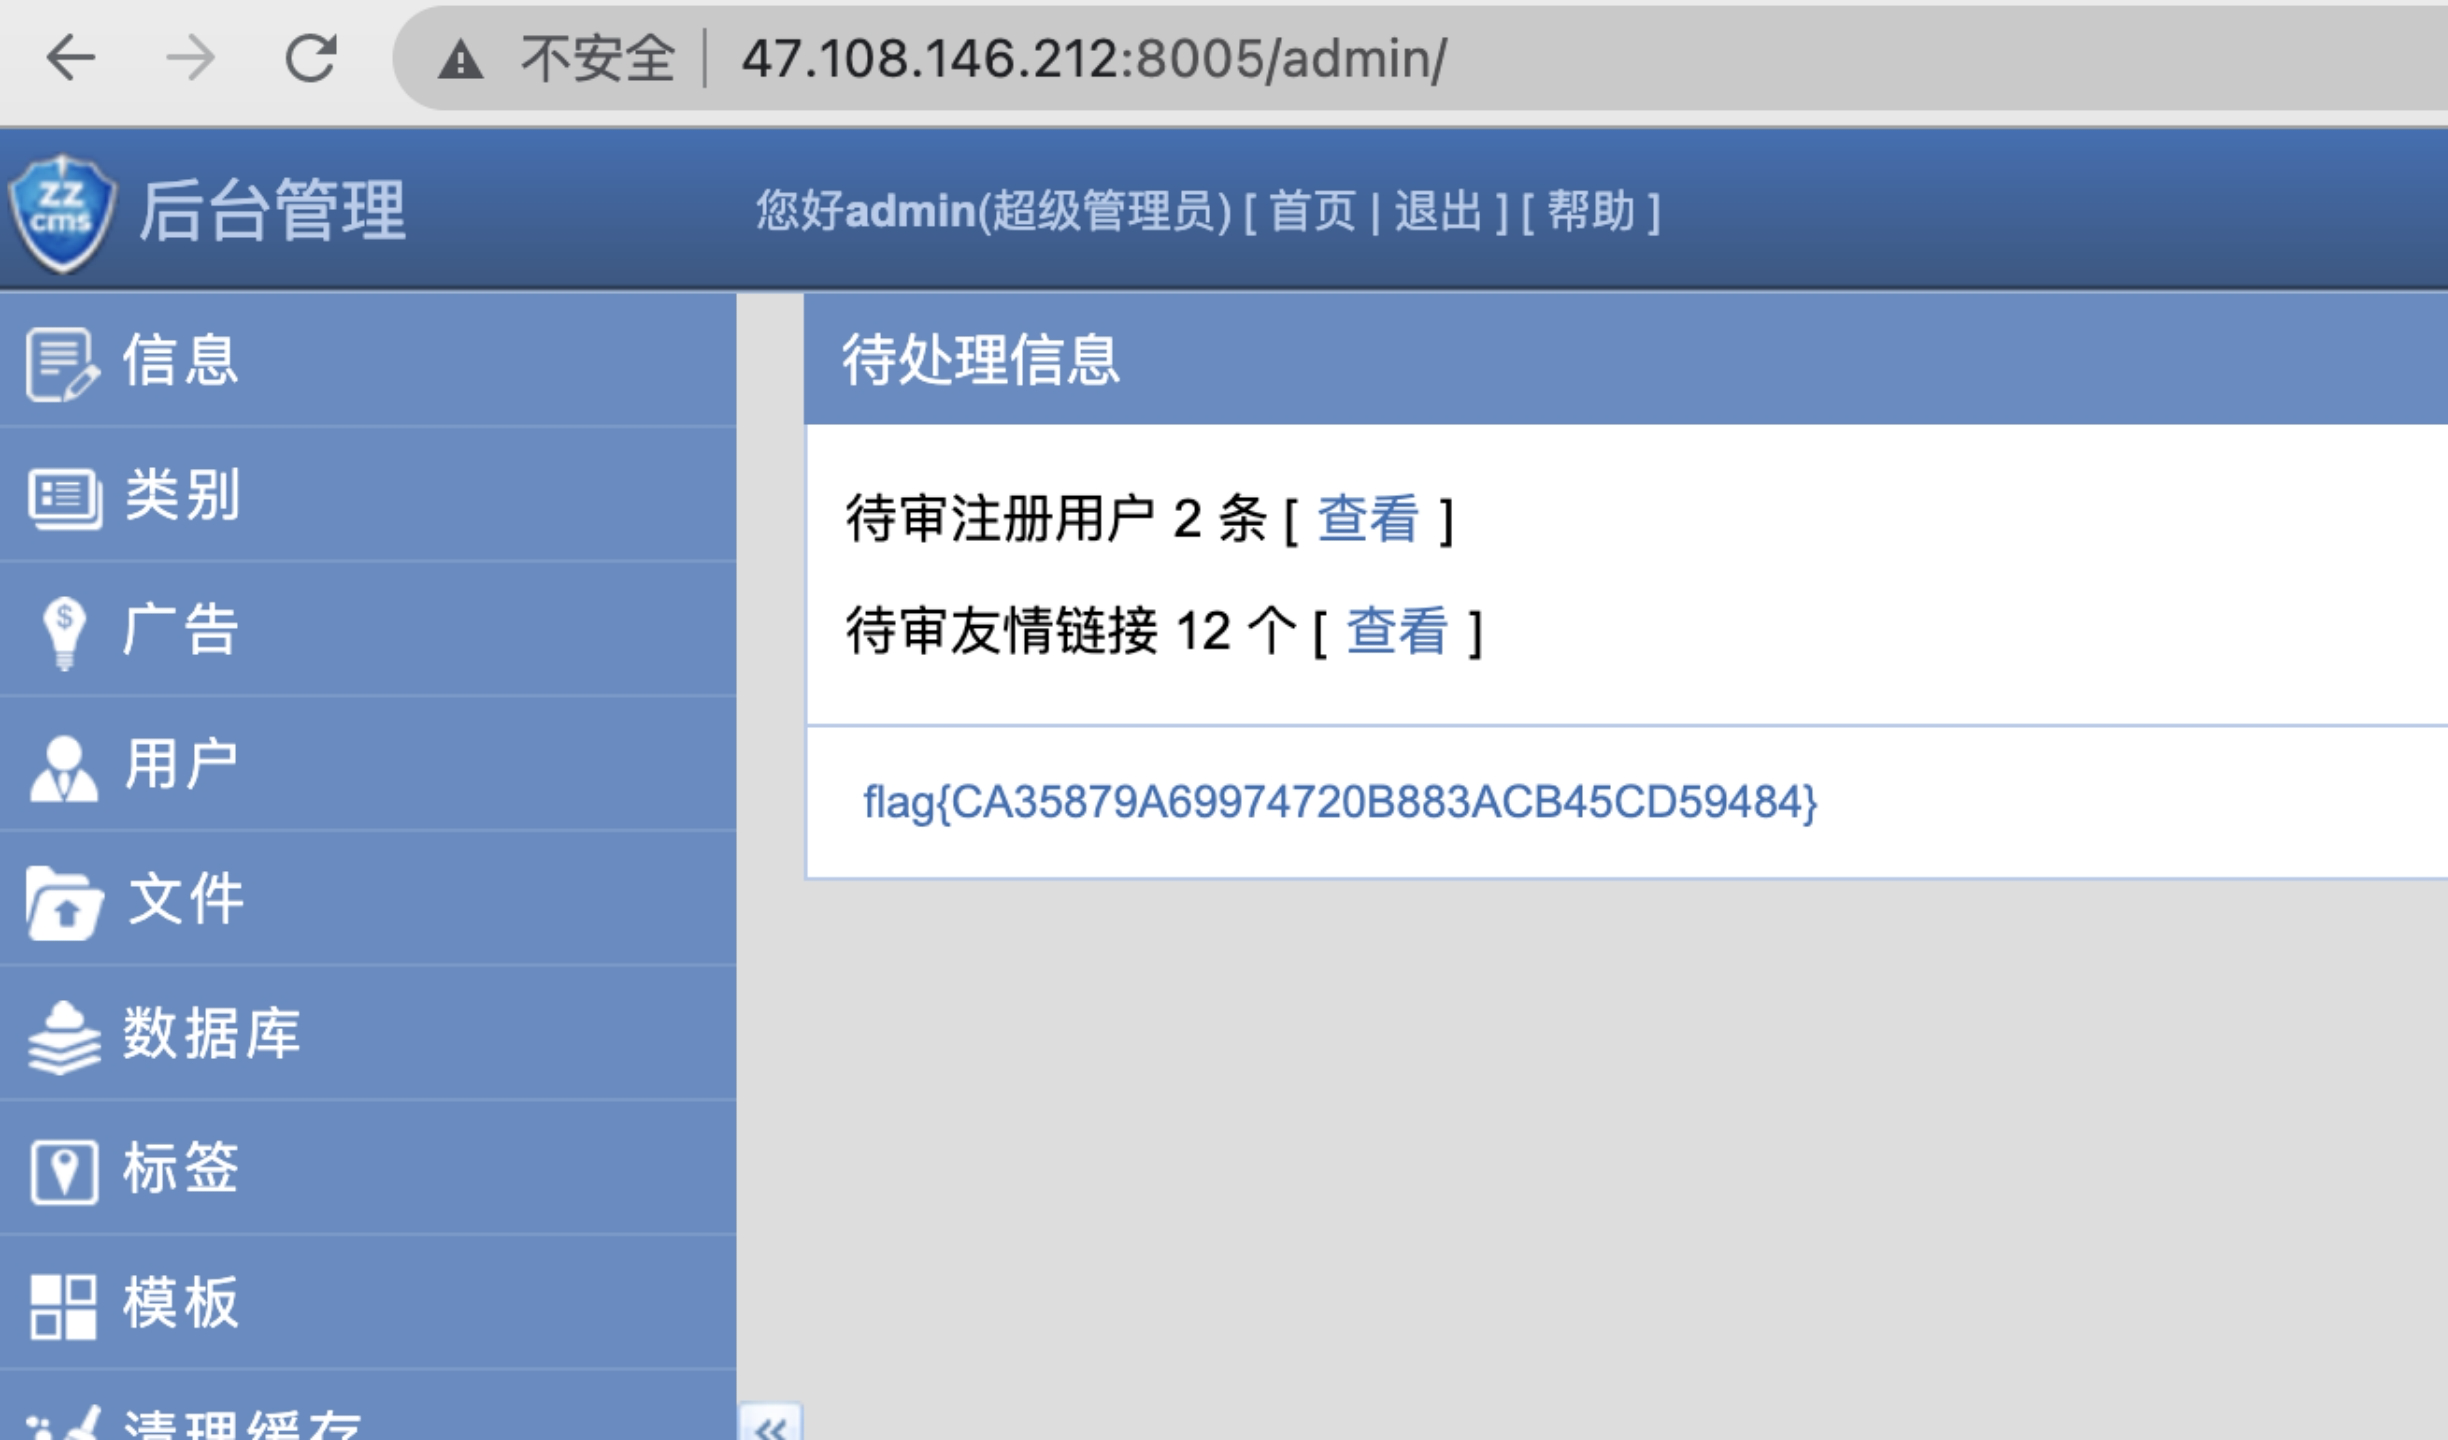 不安全 | 47.108.146.212:8005/admin/
ZZ
cms
后台管理
您好admin(超级管理员) [ 首页 | 退出 ] [ 帮助 ]
信息
类别
广告
用户
文件
数据库
标签
模板
清理缓存
待处理信息
待审注册用户 2 条 [ 查看 ]
待审友情链接 12 个 [ 查看 ]
flag{CA35879A69974720B883ACB45CD59484}